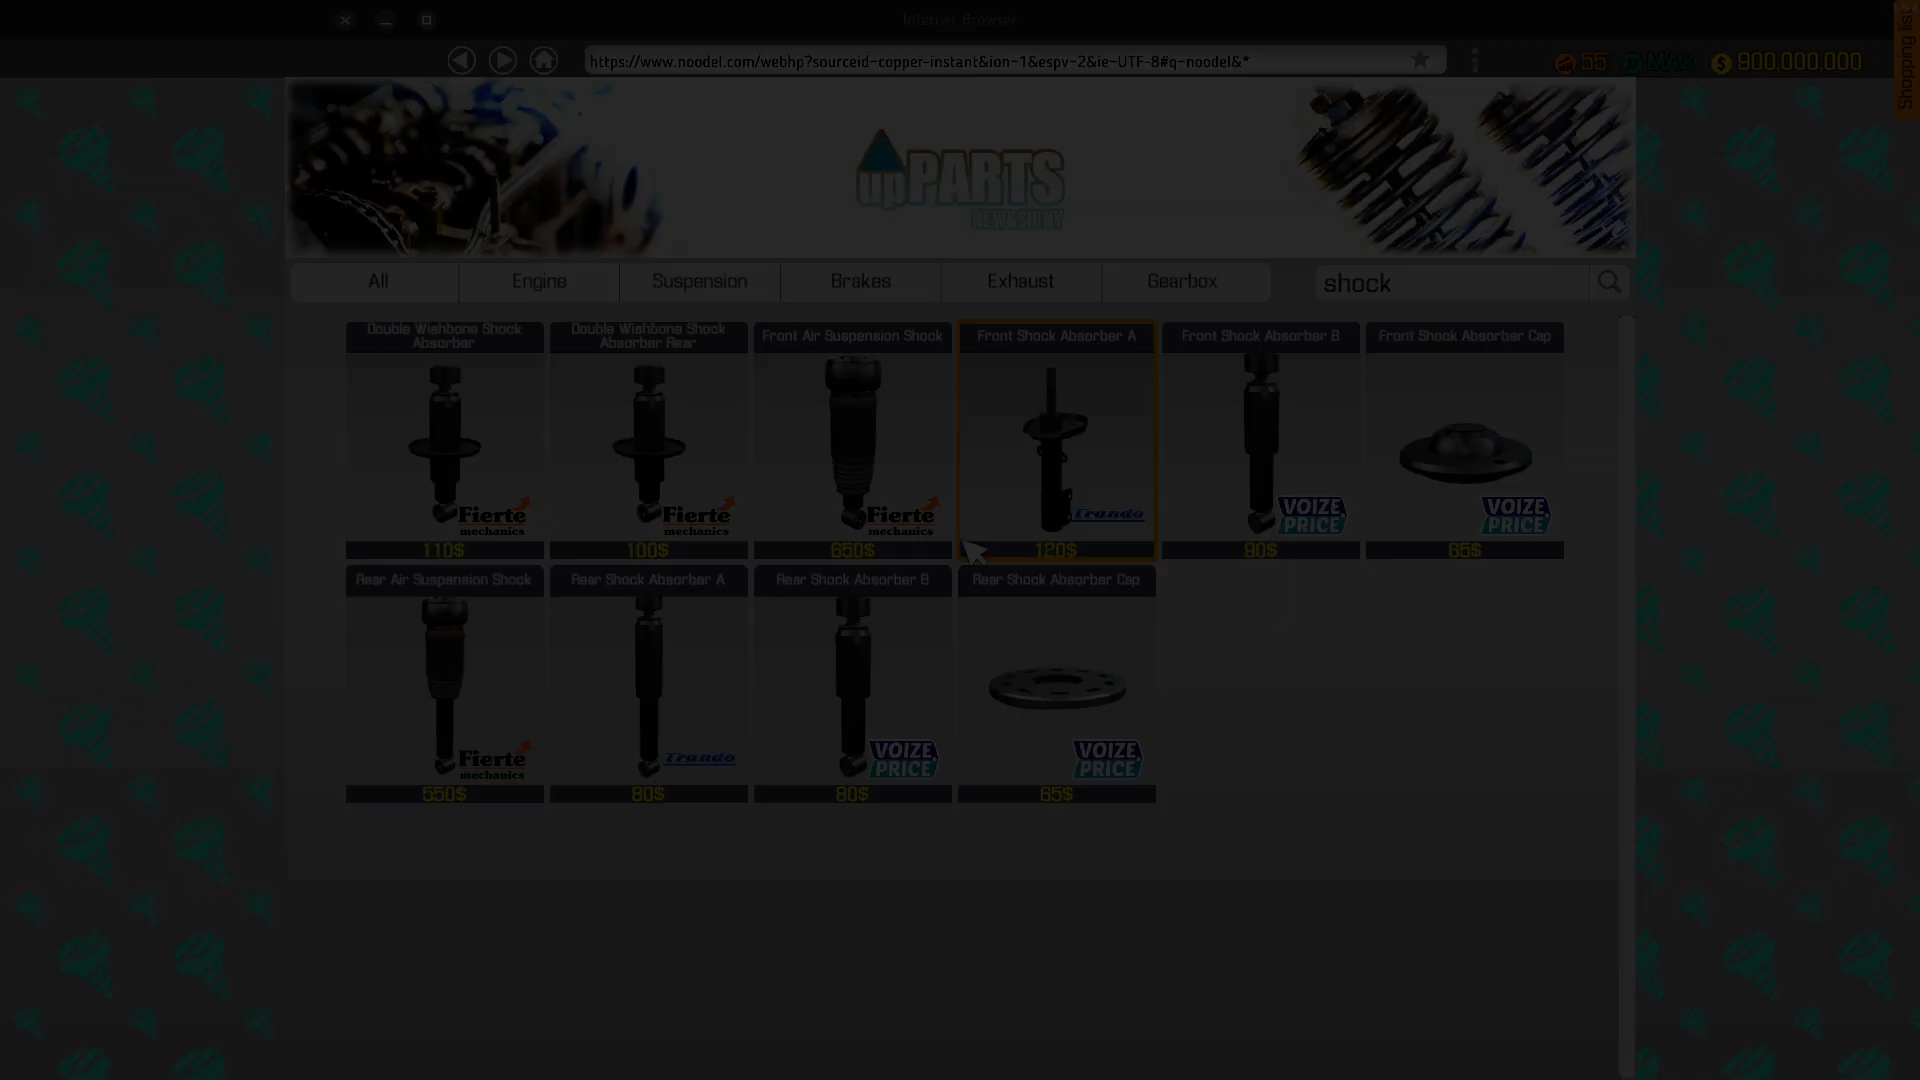 Internet Browser
https://www.noodel.com/webhp?sourceid-copper-instant&ion-1&espv-2&ie-UTF-8#q-noodel&*
55
MAX
$ 900,000,000
Shopping list
upPARTS
NEW&SHINY
All
Engine
Suspension
Brakes
Exhaust
Gearbox
shock
Double Wishbone Shock
Absorber
Fierte
mechanics
110$
Double Wishbone Shock
Absorber Rear
Fierte
mechanics
100$
Front Air Suspension Shock
Fierte
mechanics
650$
Front Shock Absorber A
Trando
120$
Front Shock Absorber B
VOIZE
PRICE
90$
Front Shock Absorber Cap
VOIZE
PRICE
65$
Rear Air Suspension Shock
Fierte
mechanics
550$
Rear Shock Absorber A
Trando
80$
Rear Shock Absorber B
VOIZE
PRICE
80$
Rear Shock Absorber Cap
VOIZE
PRICE
65$